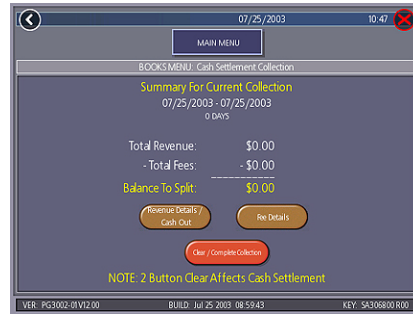 07/25/2003 10:47
MAIN MENU
BOOKS MENU: Cash Settlement Collection
Summary For Current Collection
07/25/2003 - 07/25/2003
0 DAYS
Total Revenue: $0.00
- Total Fees: - $0.00
Balance To Split: $0.00
Revenue Details /
Cash Out
Fee Details
Clear / Complete Collection
NOTE: 2 Button Clear Affects Cash Settlement
VER: PG3002-01V12.00 BUILD: Jul 25 2003 08:59:43 KEY: SA306800 R00